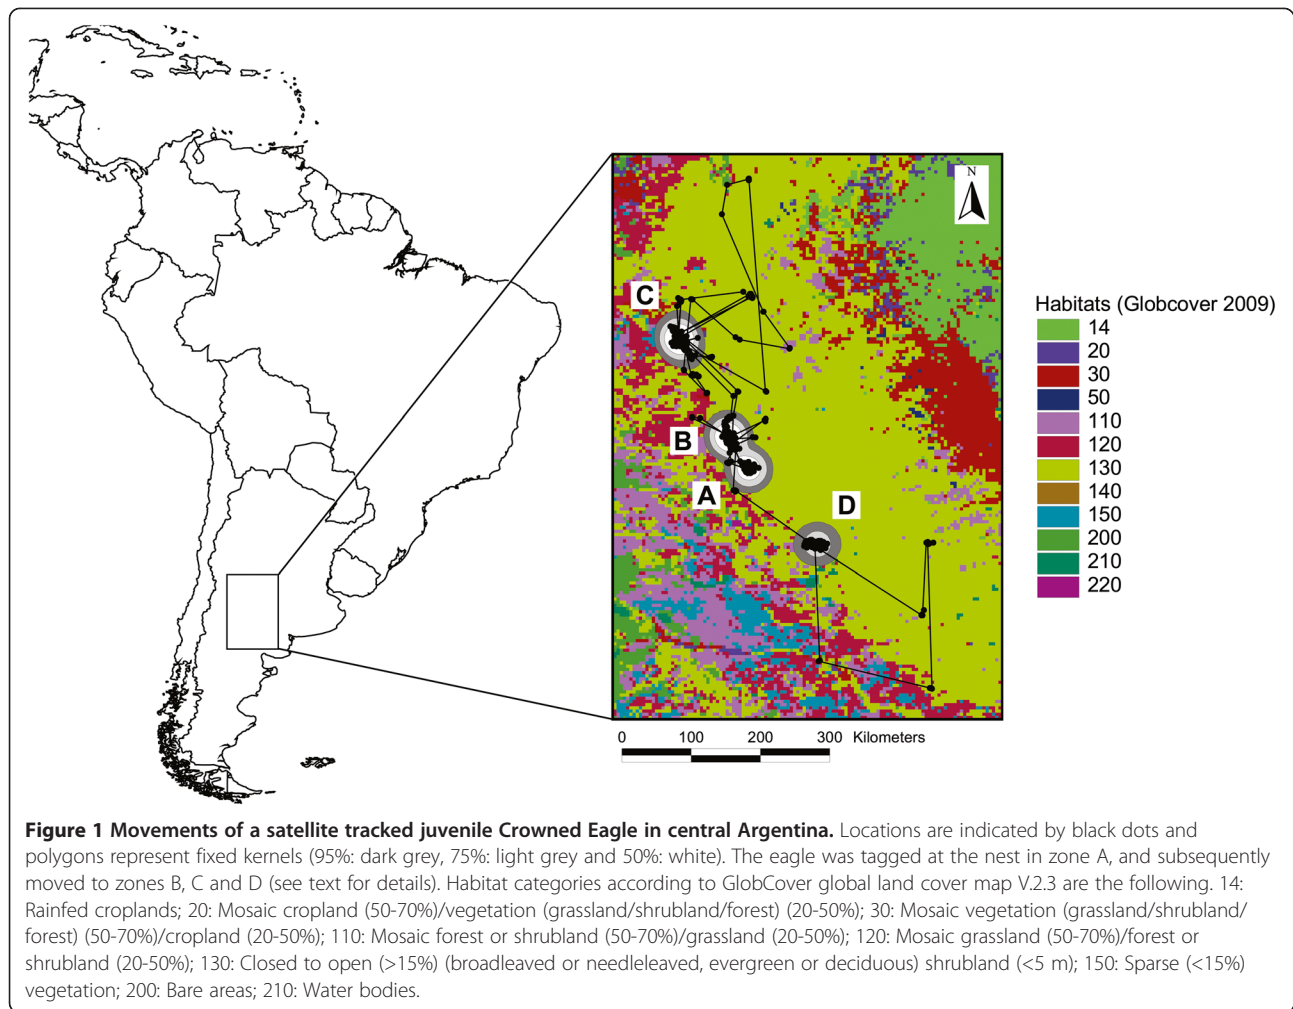 N
C
B
A
D
Habitats (Globcover 2009)
14
20
30
50
110
120
130
140
150
200
210
220
0 100 200 300 Kilometers
Figure 1 Movements of a satellite tracked juvenile Crowned Eagle in central Argentina. Locations are indicated by black dots and
polygons represent fixed kernels (95%: dark grey, 75%: light grey and 50%: white). The eagle was tagged at the nest in zone A, and subsequently
moved to zones B, C and D (see text for details). Habitat categories according to GlobCover global land cover map V.2.3 are the following. 14:
Rainfed croplands; 20: Mosaic cropland (50-70%)/vegetation (grassland/shrubland/forest) (20-50%); 30: Mosaic vegetation (grassland/shrubland/
forest) (50-70%)/cropland (20-50%); 110: Mosaic forest or shrubland (50-70%)/grassland (20-50%); 120: Mosaic grassland (50-70%)/forest or
shrubland (20-50%); 130: Closed to open (>15%) (broadleaved or needleleaved, evergreen or deciduous) shrubland (<5 m); 150: Sparse (<15%)
vegetation; 200: Bare areas; 210: Water bodies.